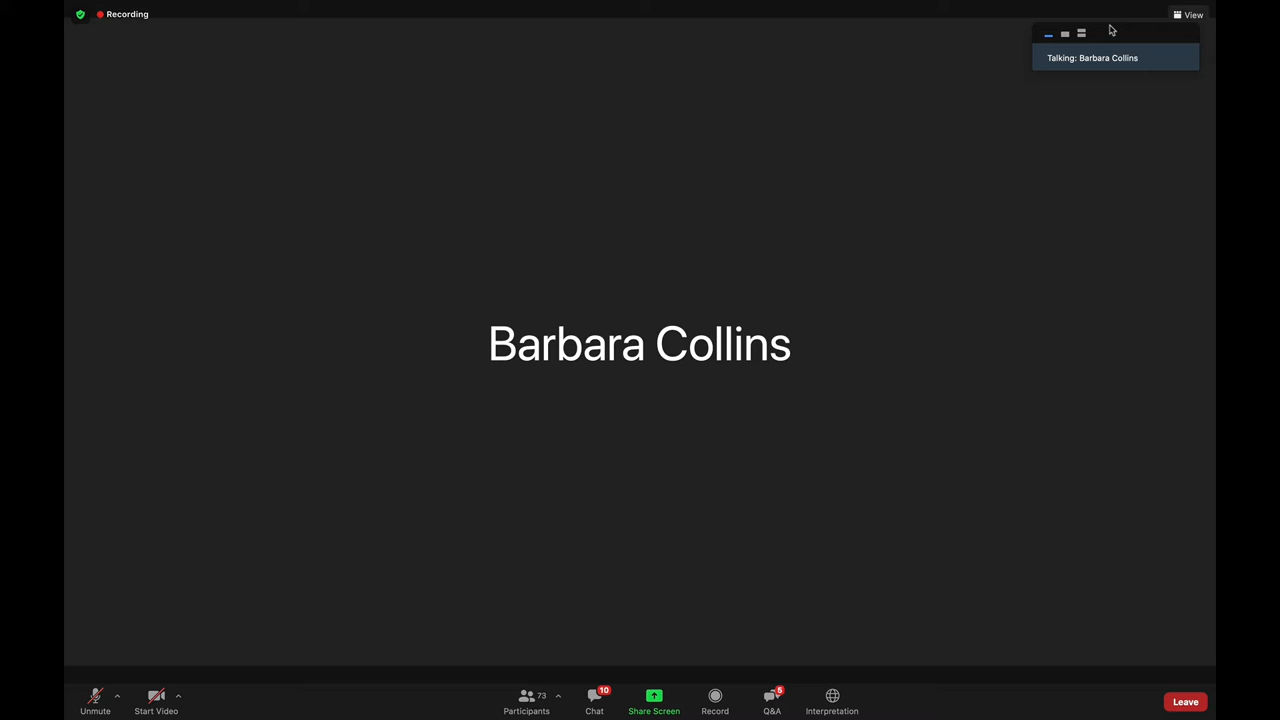 Recording
View
Talking: Barbara Collins
Barbara Collins
Unmute
Start Video
73
Participants
10
Chat
Share Screen
Record
5
Q&A
Interpretation
Leave